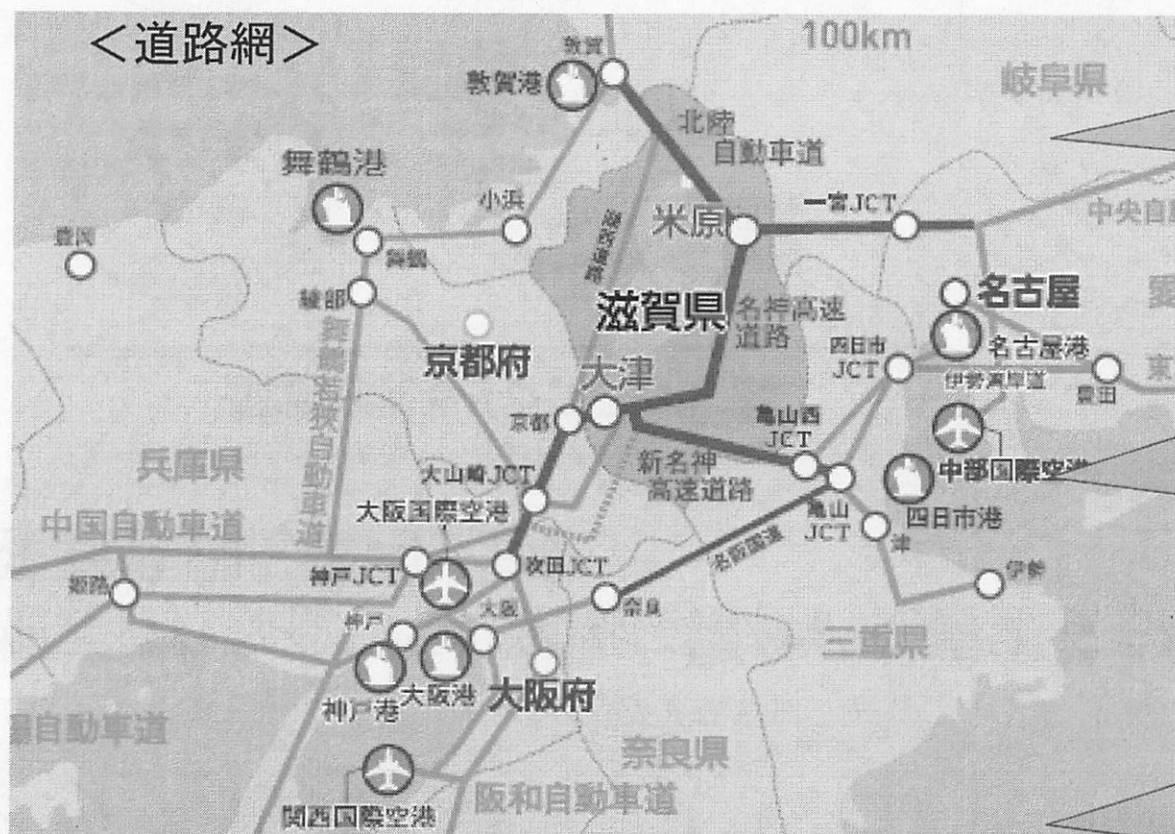 ＜道路網＞
100km
敦賀
敦賀港
岐阜県
北陸
自動車道
舞鶴港
小浜
米原
一宮JCT
中央自
豊岡
舞鶴
綾部
滋賀県
名神高速
道路
名古屋
名古屋港
四日市
JCT
伊勢湾岸道
豊田
東
京都府
大津
京都
舞鶴若狭自動車道
亀山西
JCT
兵庫県
大山崎JCT
新名神
高速道路
中部国際空港
大阪国際空港
中国自動車道
亀山
JCT
四日市港
津
名阪国道
神戸JCT
吹田JCT
姫路
伊勢
大阪
奈良
神戸
三重県
神戸港
大阪港
大阪府
自動車道
奈良県
関西国際空港
阪和自動車道